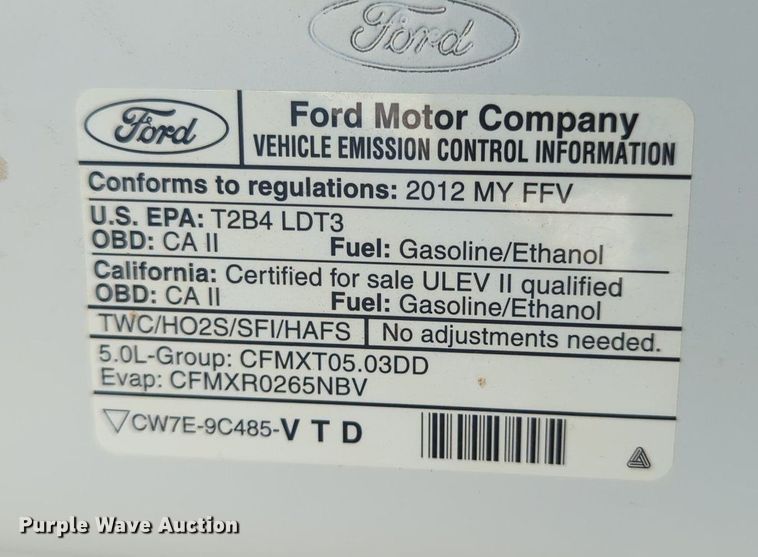 Ford
Ford
Ford Motor Company
VEHICLE EMISSION CONTROL INFORMATION
Conforms to regulations: 2012 MY FFV
U.S. EPA: T2B4 LDT3
OBD: CA II Fuel: Gasoline/Ethanol
California: Certified for sale ULEV II qualified
OBD: CA II Fuel: Gasoline/Ethanol
TWC/HO2S/SFI/HAFS No adjustments needed.
5.0L-Group: CFMXT05.03DD
Evap: CFMXR0265NBV
CW7E-9C485-V T D
Purple Wave Auction